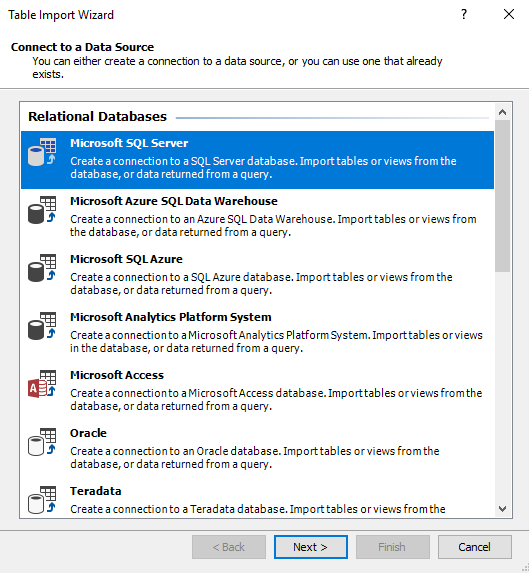 Table Import Wizard
?
Connect to a Data Source
You can either create a connection to a data source, or you can use one that already
exists.
Relational Databases
Microsoft SQL Server
Create a connection to a SQL Server database. Import tables or views from the
database, or data returned from a query.
Microsoft Azure SQL Data Warehouse
Create a connection to an Azure SQL Data Warehouse. Import tables or views from
the database, or data returned from a query.
Microsoft SQL Azure
Create a connection to a SQL Azure database. Import tables or views from the
database, or data returned from a query.
Microsoft Analytics Platform System
Create a connection to a Microsoft Analytics Platform System. Import tables or views
in the database, or data returned from a query.
Microsoft Access
Create a connection to a Microsoft Access database. Import tables or views from the
database, or data returned from a query.
Oracle
Create a connection to an Oracle database. Import tables or views from the
database, or data returned from a query.
Teradata
Create a connection to a Teradata database. Import tables or views from the
< Back
Next >
Finish
Cancel